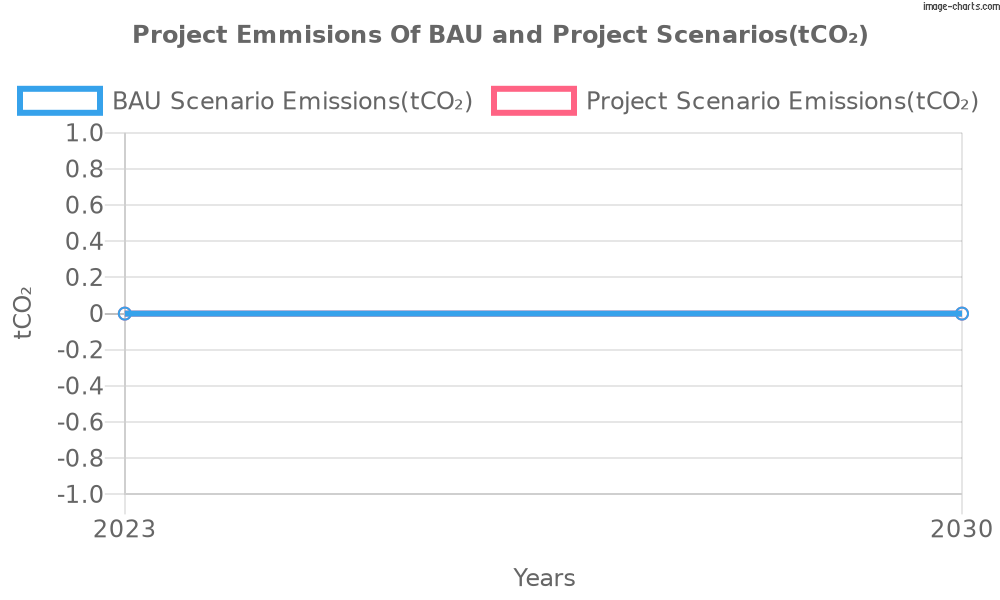 image-charts.com
Project Emmisions Of BAU and Project Scenarios(tCO₂)
BAU Scenario Emissions(tCO₂) Project Scenario Emissions(tCO₂)
1.0
0.8
0.6
0.4
0.2
0
-0.2
-0.4
-0.6
-0.8
-1.0
tCO₂
2023 2030
Years